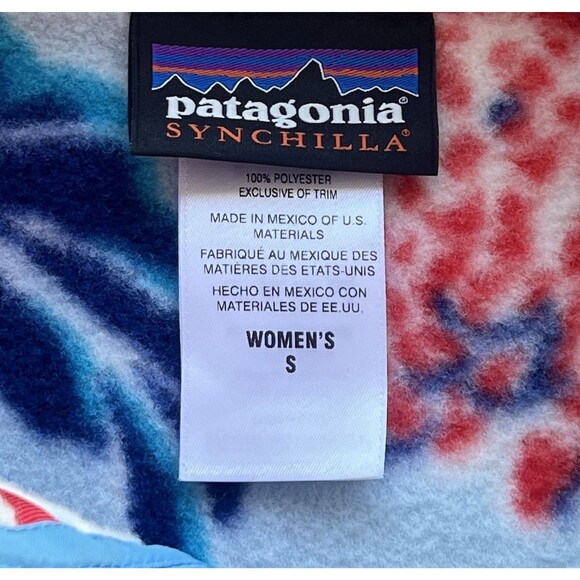 patagonia®
SYNCHILLA®
100% POLYESTER
EXCLUSIVE OF TRIM
MADE IN MEXICO OF U.S.
MATERIALS
FABRIQUÉ AU MEXIQUE DES
MATIÈRES DES ETATS-UNIS
HECHO EN MÉXICO CON
MATERIALES DE EE.UU.
WOMEN'S
S